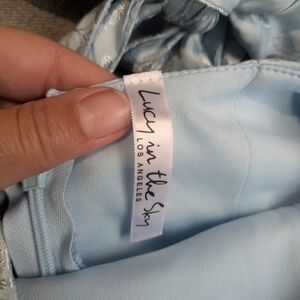 Lucy in the Sky
LOS ANGELES